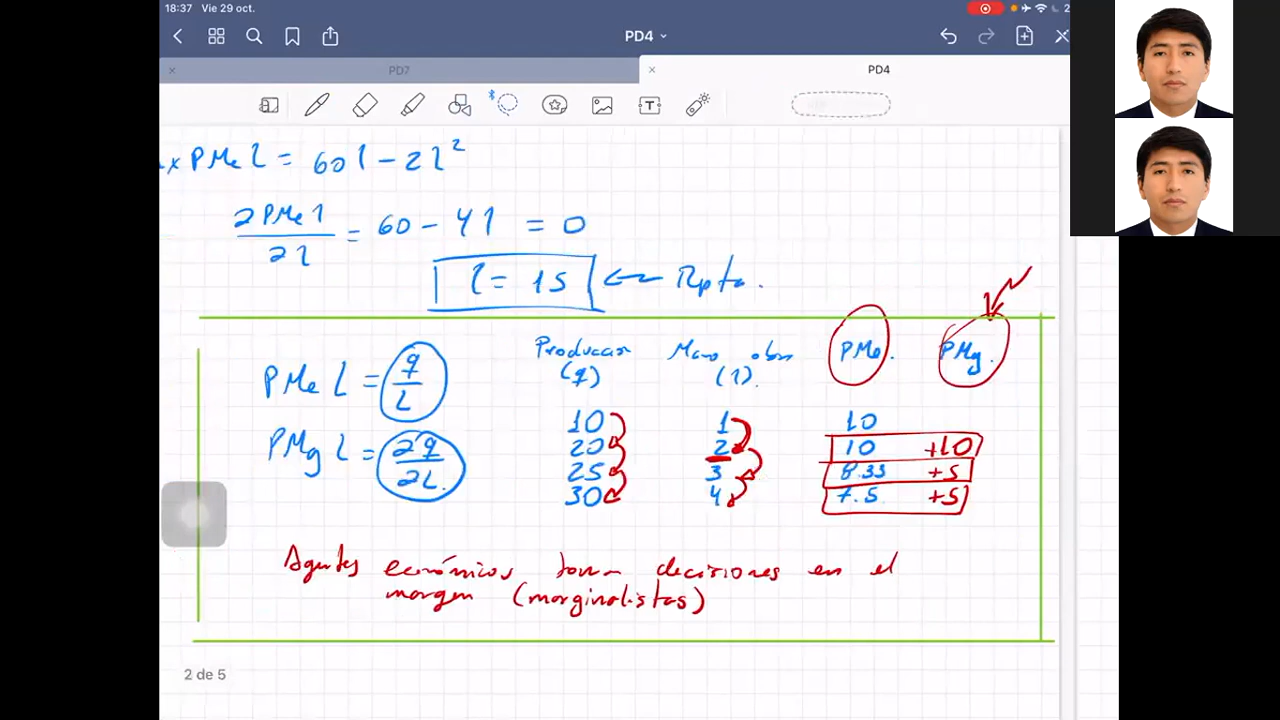 18:37 Vie 29 oct.
PD4
PD7
PD4
x PMe l = 60l - 2l²
∂PMe l / ∂l = 60 - 4l = 0
l = 15 ← Rpta.
Produccion (q) Mano obra (l). PMe. PMg.
PMe L = q/L
PMg L = ∂q/∂L.
10 1 10
20 2 10 +10
25 3 8.33 +5
30 4 7.5 +5
Agentes económicos toman decisiones en el
margen (marginalistas)
2 de 5